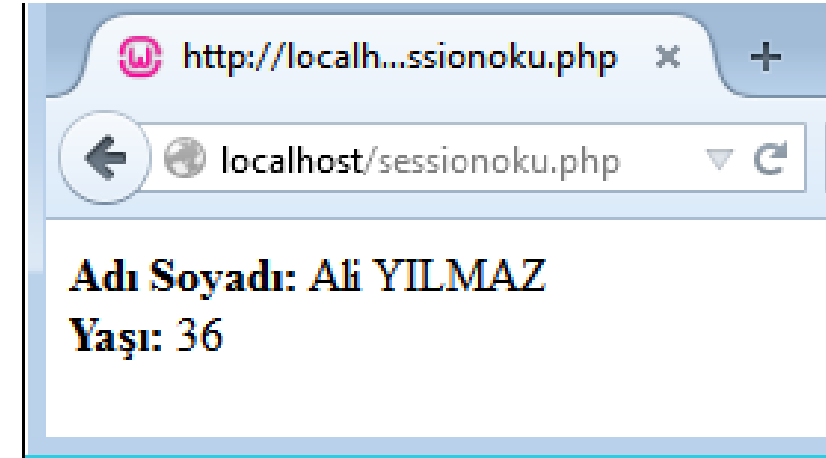 http://localh...ssionoku.php
localhost/sessionoku.php
Adı Soyadı: Ali YILMAZ
Yaşı: 36